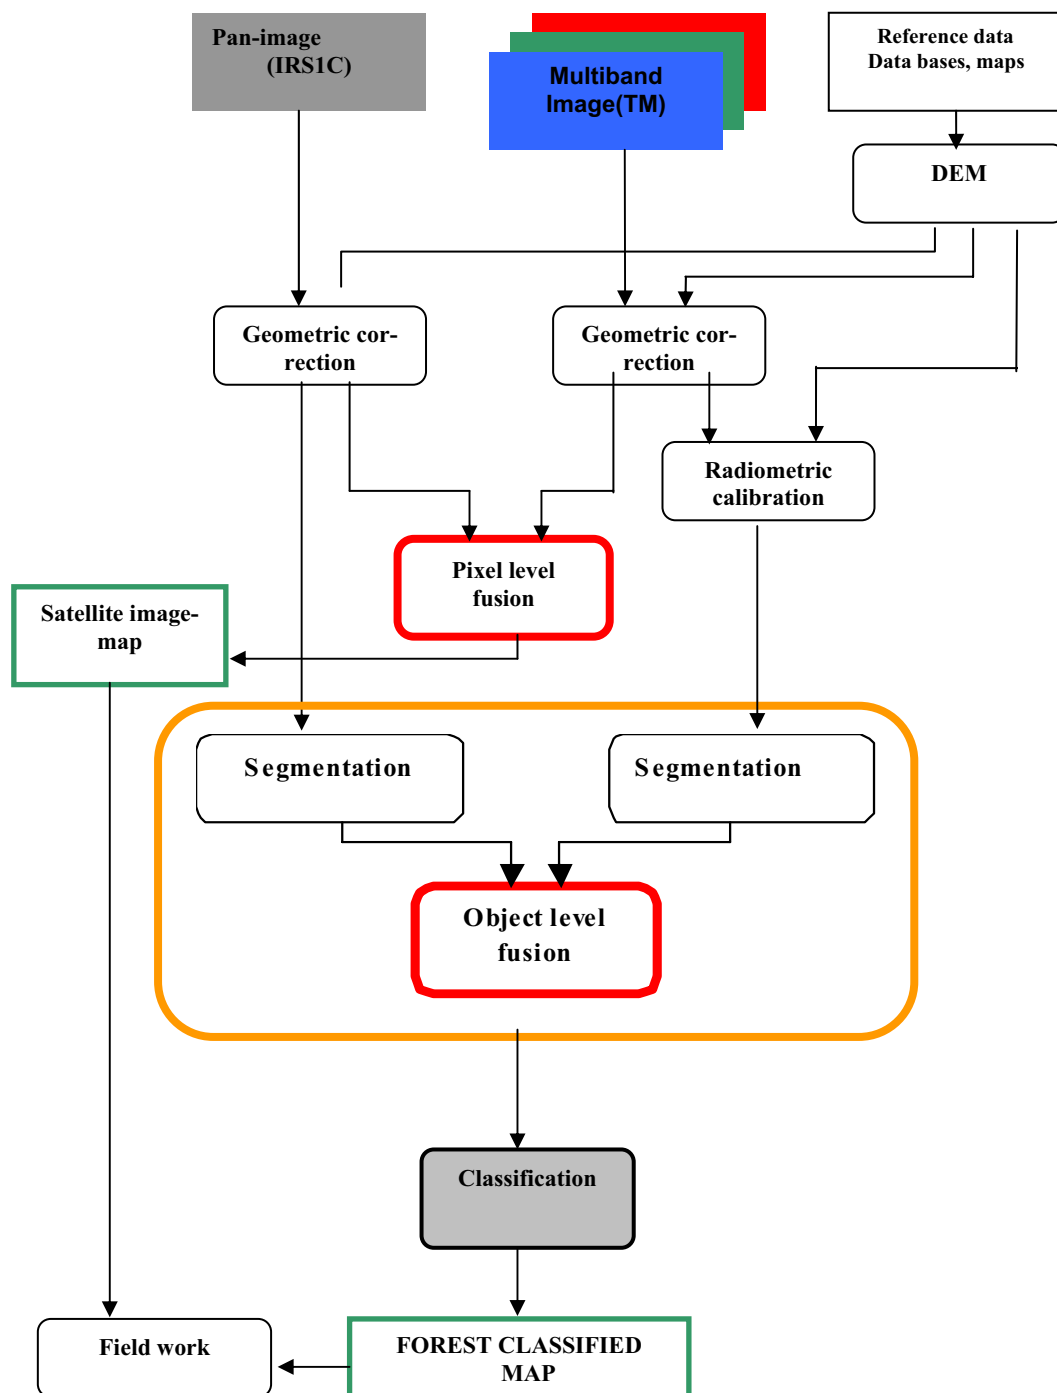 Pan-image
(IRS1C)
Multiband
Image(TM)
Reference data
Data bases, maps
DEM
Geometric cor-
rection
Geometric cor-
rection
Radiometric
calibration
Pixel level
fusion
Satellite image-
map
Segmentation
Segmentation
Object level
fusion
Classification
Field work
FOREST CLASSIFIED
MAP